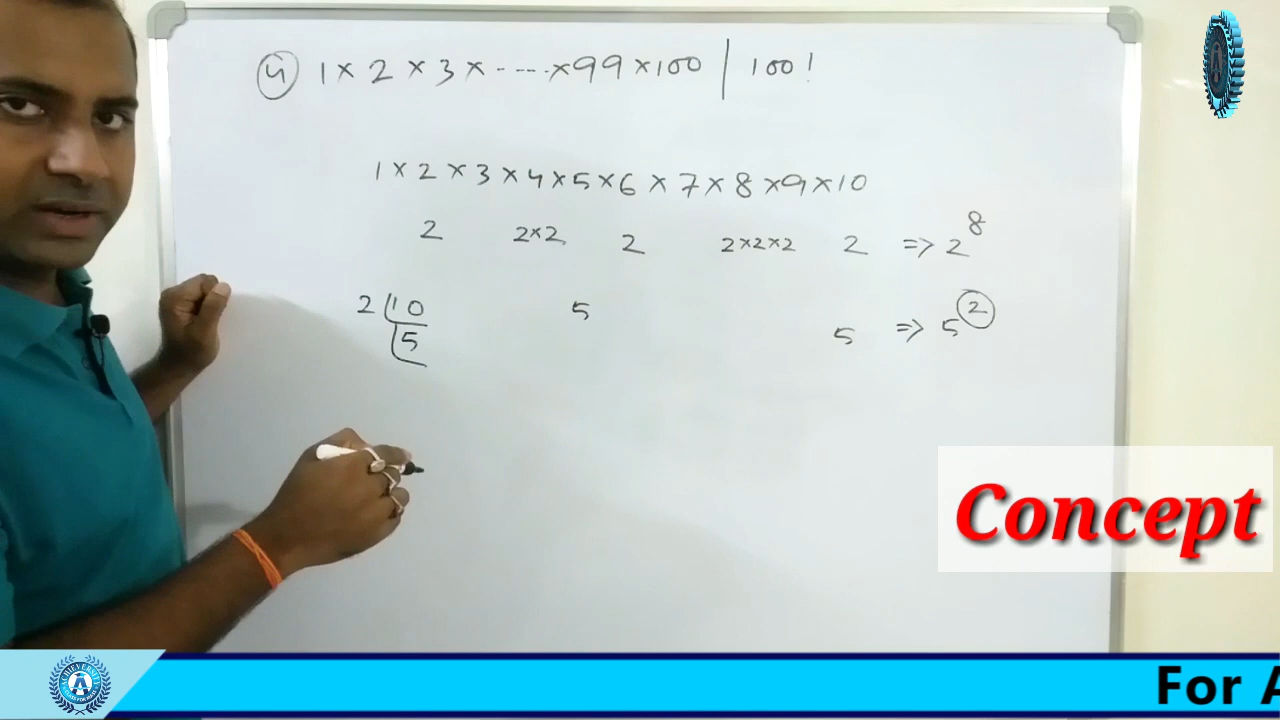 4 1 × 2 × 3 × ---- × 99 × 100 | 100!
1 × 2 × 3 × 4 × 5 × 6 × 7 × 8 × 9 × 10
2 2×2 2 2×2×2 2 => 2^8
2 10 5 5 => 5^2
5
Concept
A
For A